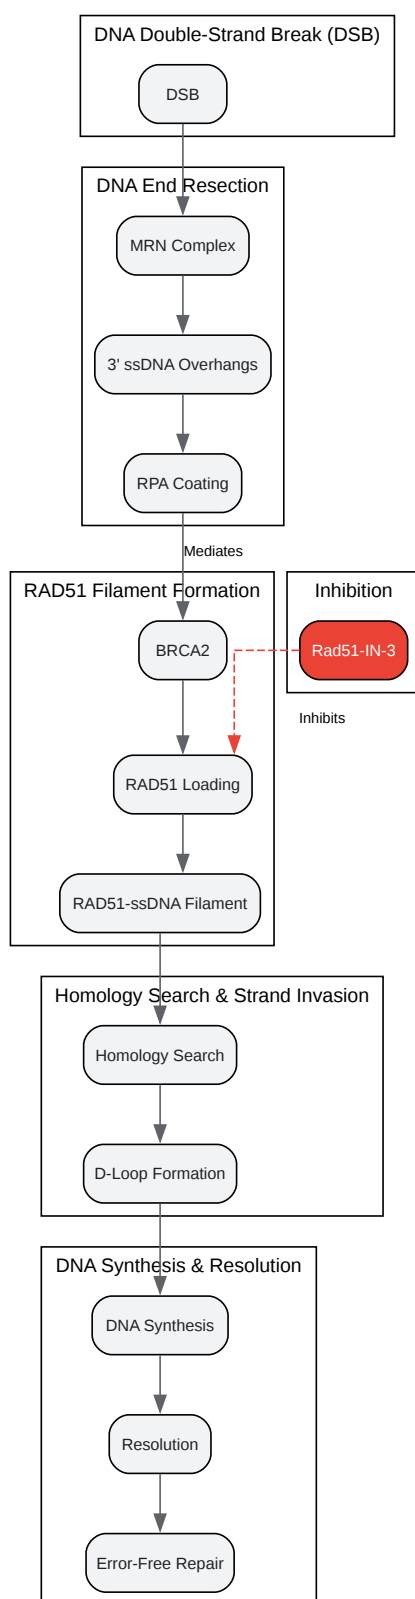 DNA Double-Strand Break (DSB)
DSB
DNA End Resection
MRN Complex
3' ssDNA Overhangs
RPA Coating
Mediates
RAD51 Filament Formation
Inhibition
BRCA2
Rad51-IN-3
Inhibits
RAD51 Loading
RAD51-ssDNA Filament
Homology Search & Strand Invasion
Homology Search
D-Loop Formation
DNA Synthesis & Resolution
DNA Synthesis
Resolution
Error-Free Repair